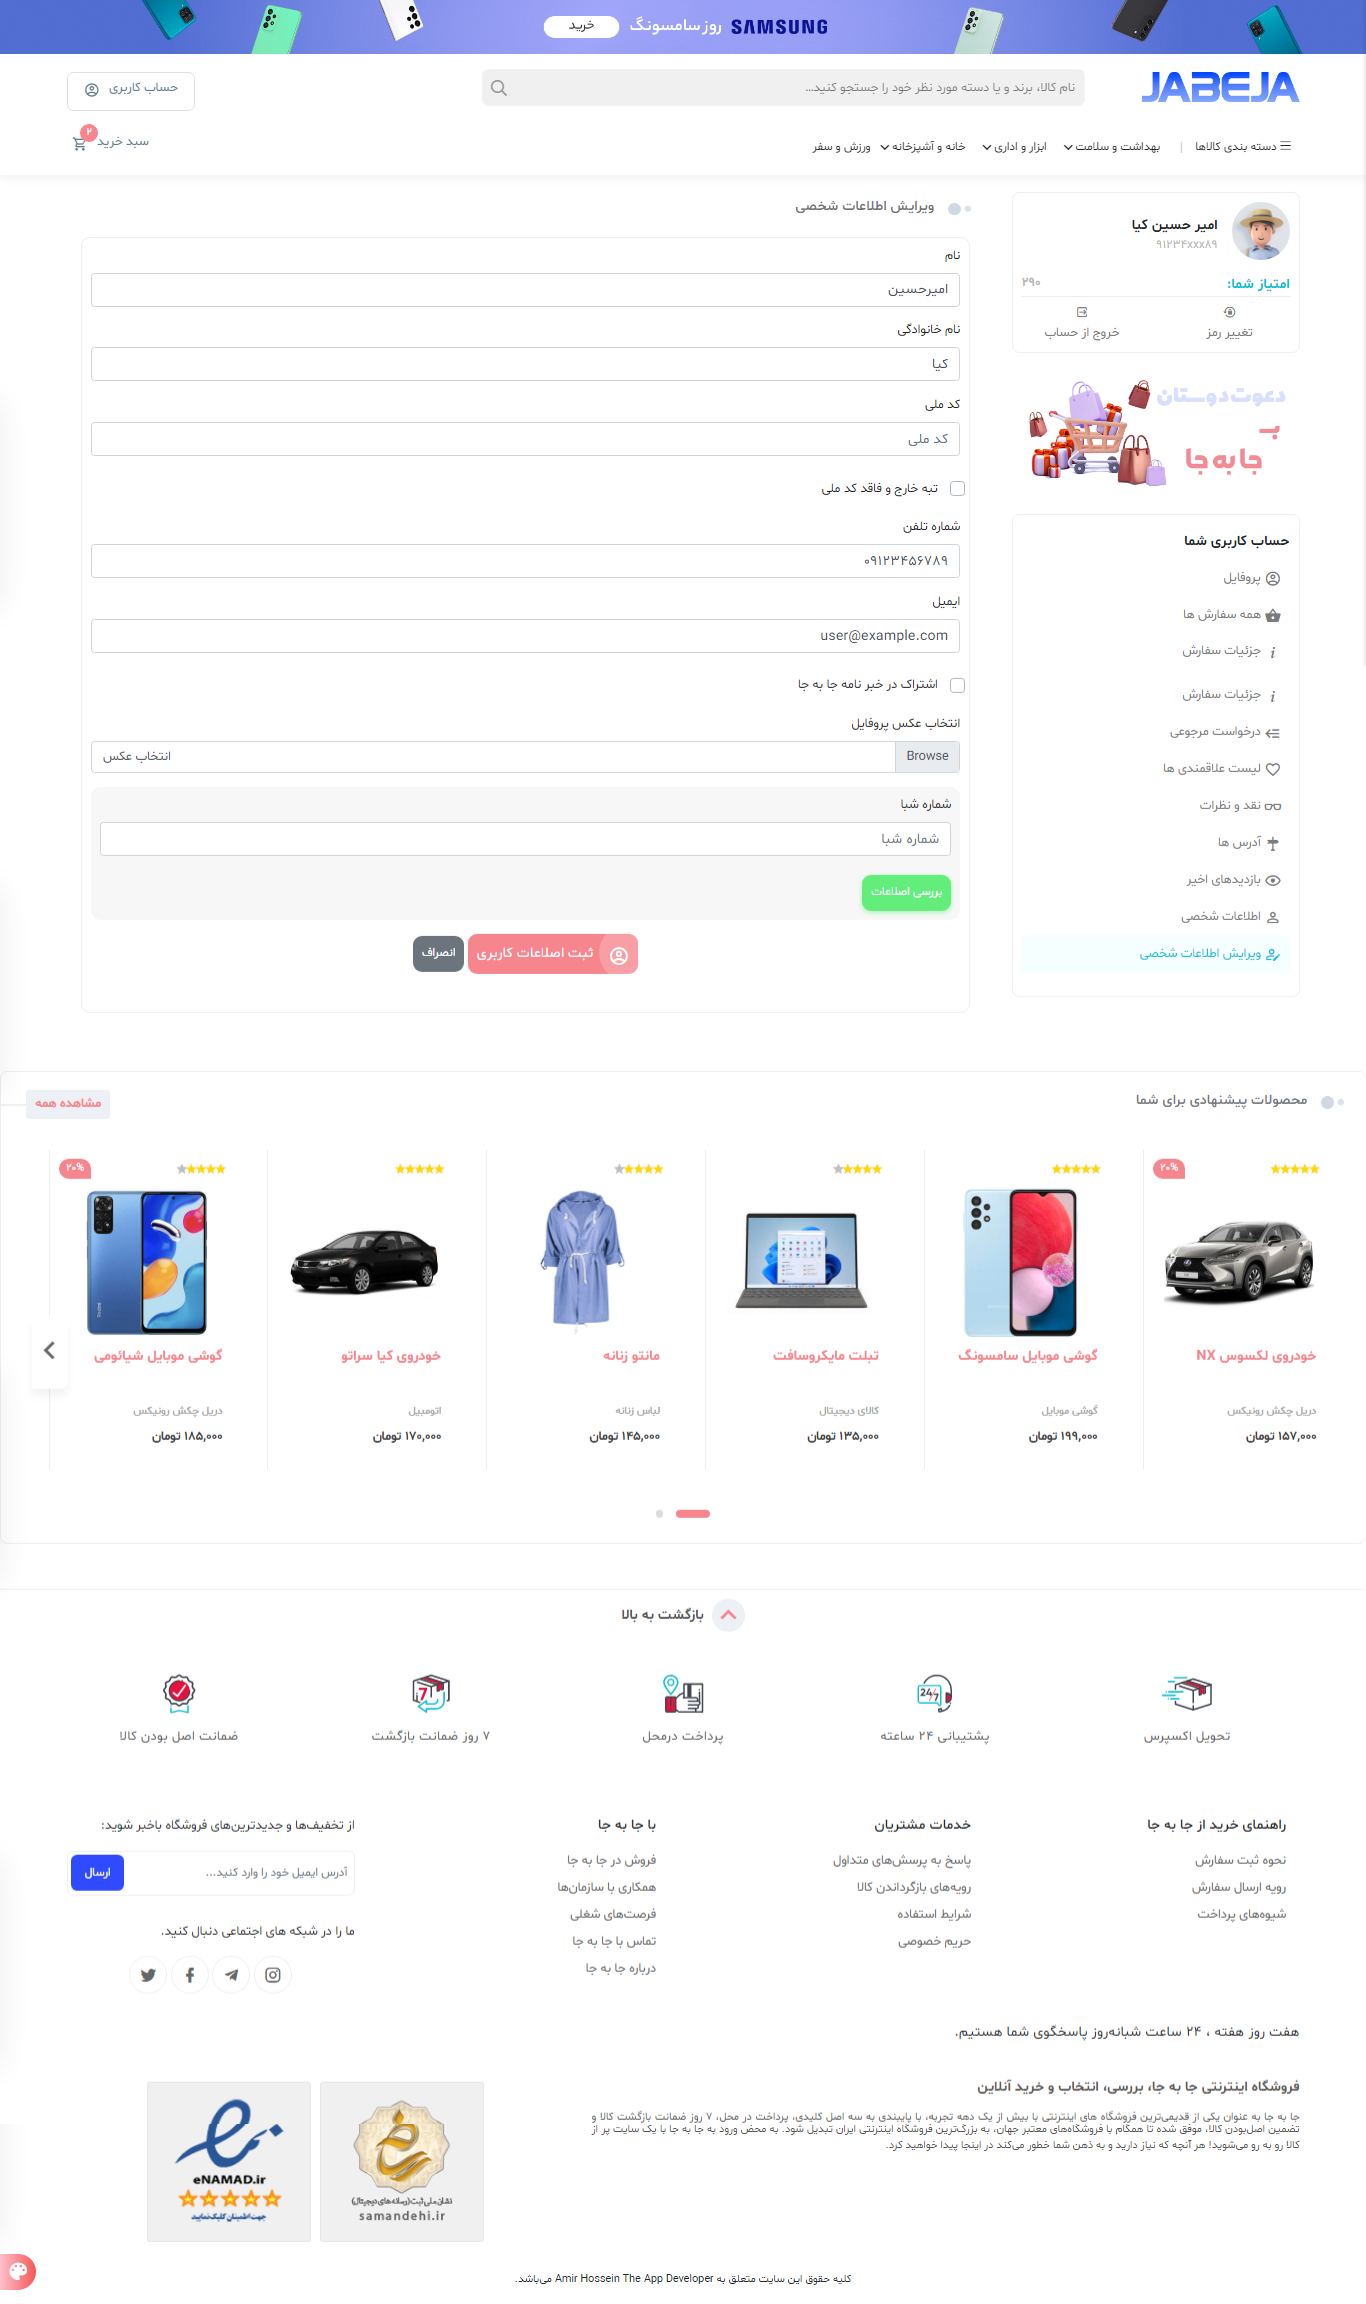 روز سامسونگ SAMSUNG
خرید
JABEJA
نام کالا، برند و یا دسته مورد نظر خود را جستجو کنید...
حساب کاربری
دسته بندی کالاها
|
بهداشت و سلامت
ابزار و اداری
خانه و آشپزخانه
ورزش و سفر
سبد خرید
۲
امیر حسین کیا
۹۱۲۳۴xxx۸۹
امتیاز شما:
۲۹۰
تغییر رمز
خروج از حساب
دعوت دوستان
بـ
جا به جا
حساب کاربری شما
پروفایل
همه سفارش ها
جزئیات سفارش
جزئیات سفارش
درخواست مرجوعی
لیست علاقمندی ها
نقد و نظرات
آدرس ها
بازدیدهای اخیر
اطلاعات شخصی
ویرایش اطلاعات شخصی
ویرایش اطلاعات شخصی
نام
امیرحسین
نام خانوادگی
کیا
کد ملی
کد ملی
تبه خارج و فاقد کد ملی
شماره تلفن
۰۹۱۲۳۴۵۶۷۸۹
ایمیل
user@example.com
اشتراک در خبر نامه جا به جا
انتخاب عکس پروفایل
Browse
انتخاب عکس
شماره شبا
شماره شبا
بررسی اصلاعات
ثبت اصلاعات کاربری
انصراف
محصولات پیشنهادی برای شما
مشاهده همه
۲۰%
خودروی لکسوس NX
دریل چکش رونیکس
۱۵۷,۰۰۰ تومان
گوشی موبایل سامسونگ
گوشی موبایل
۱۹۹,۰۰۰ تومان
تبلت مایکروسافت
کالای دیجیتال
۱۳۵,۰۰۰ تومان
مانتو زنانه
لباس زنانه
۱۴۵,۰۰۰ تومان
خودروی کیا سراتو
اتومبیل
۱۷۰,۰۰۰ تومان
۲۰%
گوشی موبایل شیائومی
دریل چکش رونیکس
۱۸۵,۰۰۰ تومان
بازگشت به بالا
تحویل اکسپرس
24/7
پشتیبانی ۲۴ ساعته
پرداخت درمحل
7
۷ روز ضمانت بازگشت
ضمانت اصل بودن کالا
راهنمای خرید از جا به جا
نحوه ثبت سفارش
رویه ارسال سفارش
شیوه‌های پرداخت
خدمات مشتریان
پاسخ به پرسش‌های متداول
رویه‌های بازگرداندن کالا
شرایط استفاده
حریم خصوصی
با جا به جا
فروش در جا به جا
همکاری با سازمان‌ها
فرصت‌های شغلی
تماس با جا به جا
درباره جا به جا
از تخفیف‌ها و جدیدترین‌های فروشگاه باخبر شوید:
آدرس ایمیل خود را وارد کنید...
ارسال
ما را در شبکه های اجتماعی دنبال کنید.
هفت روز هفته ، ۲۴ ساعت شبانه‌روز پاسخگوی شما هستیم.
فروشگاه اینترنتی جا به جا، بررسی، انتخاب و خرید آنلاین
جا به جا به عنوان یکی از قدیمی‌ترین فروشگاه های اینترنتی با بیش از یک دهه تجربه، با پایبندی به سه اصل کلیدی، پرداخت در محل، ۷ روز ضمانت بازگشت کالا و
تضمین اصل‌بودن کالا، موفق شده تا همگام با فروشگاه‌های معتبر جهان، به بزرگ‌ترین فروشگاه اینترنتی ایران تبدیل شود. به محض ورود به جا به جا با یک سایت پر از
کالا رو به رو می‌شوید! هر آنچه که نیاز دارید و به ذهن شما خطور می‌کند در اینجا پیدا خواهید کرد.
نشان ملی ثبت (رسانه های دیجیتال)
samandehi.ir
eNAMAD.ir
جهت اطمینان کلیک نمایید
کلیه حقوق این سایت متعلق به Amir Hossein The App Developer می‌باشد.